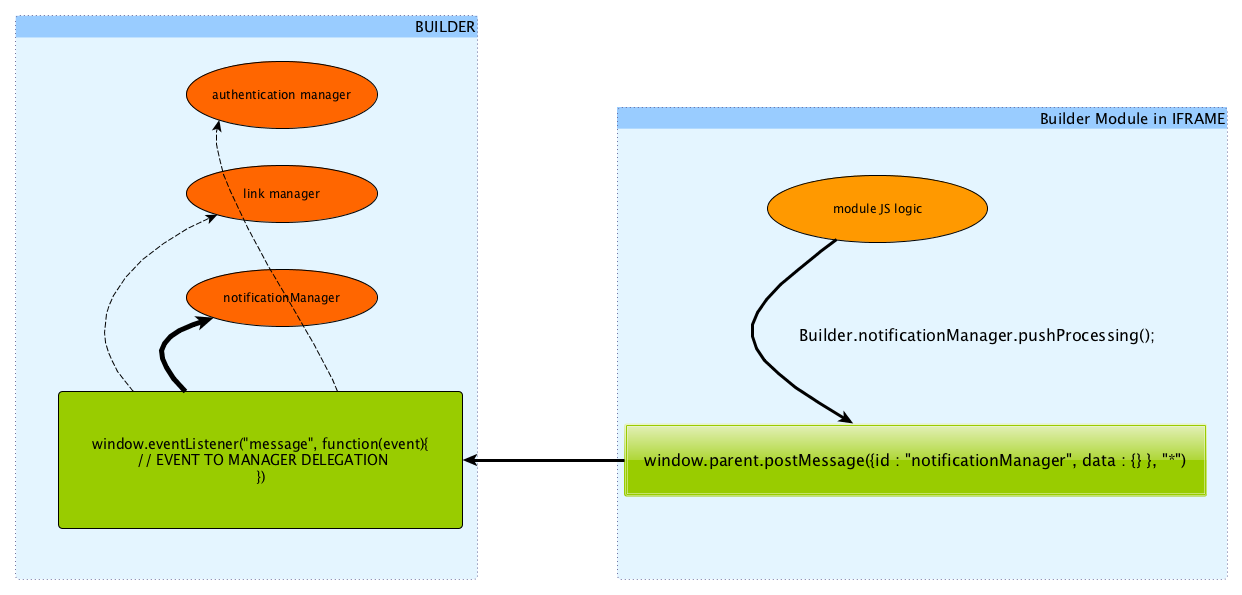 BUILDER
authentication manager
link manager
notificationManager
window.eventListener("message", function(event){
// EVENT TO MANAGER DELEGATION
})
Builder Module in IFRAME
module JS logic
Builder.notificationManager.pushProcessing();
window.parent.postMessage({id : "notificationManager", data : {} }, "*")